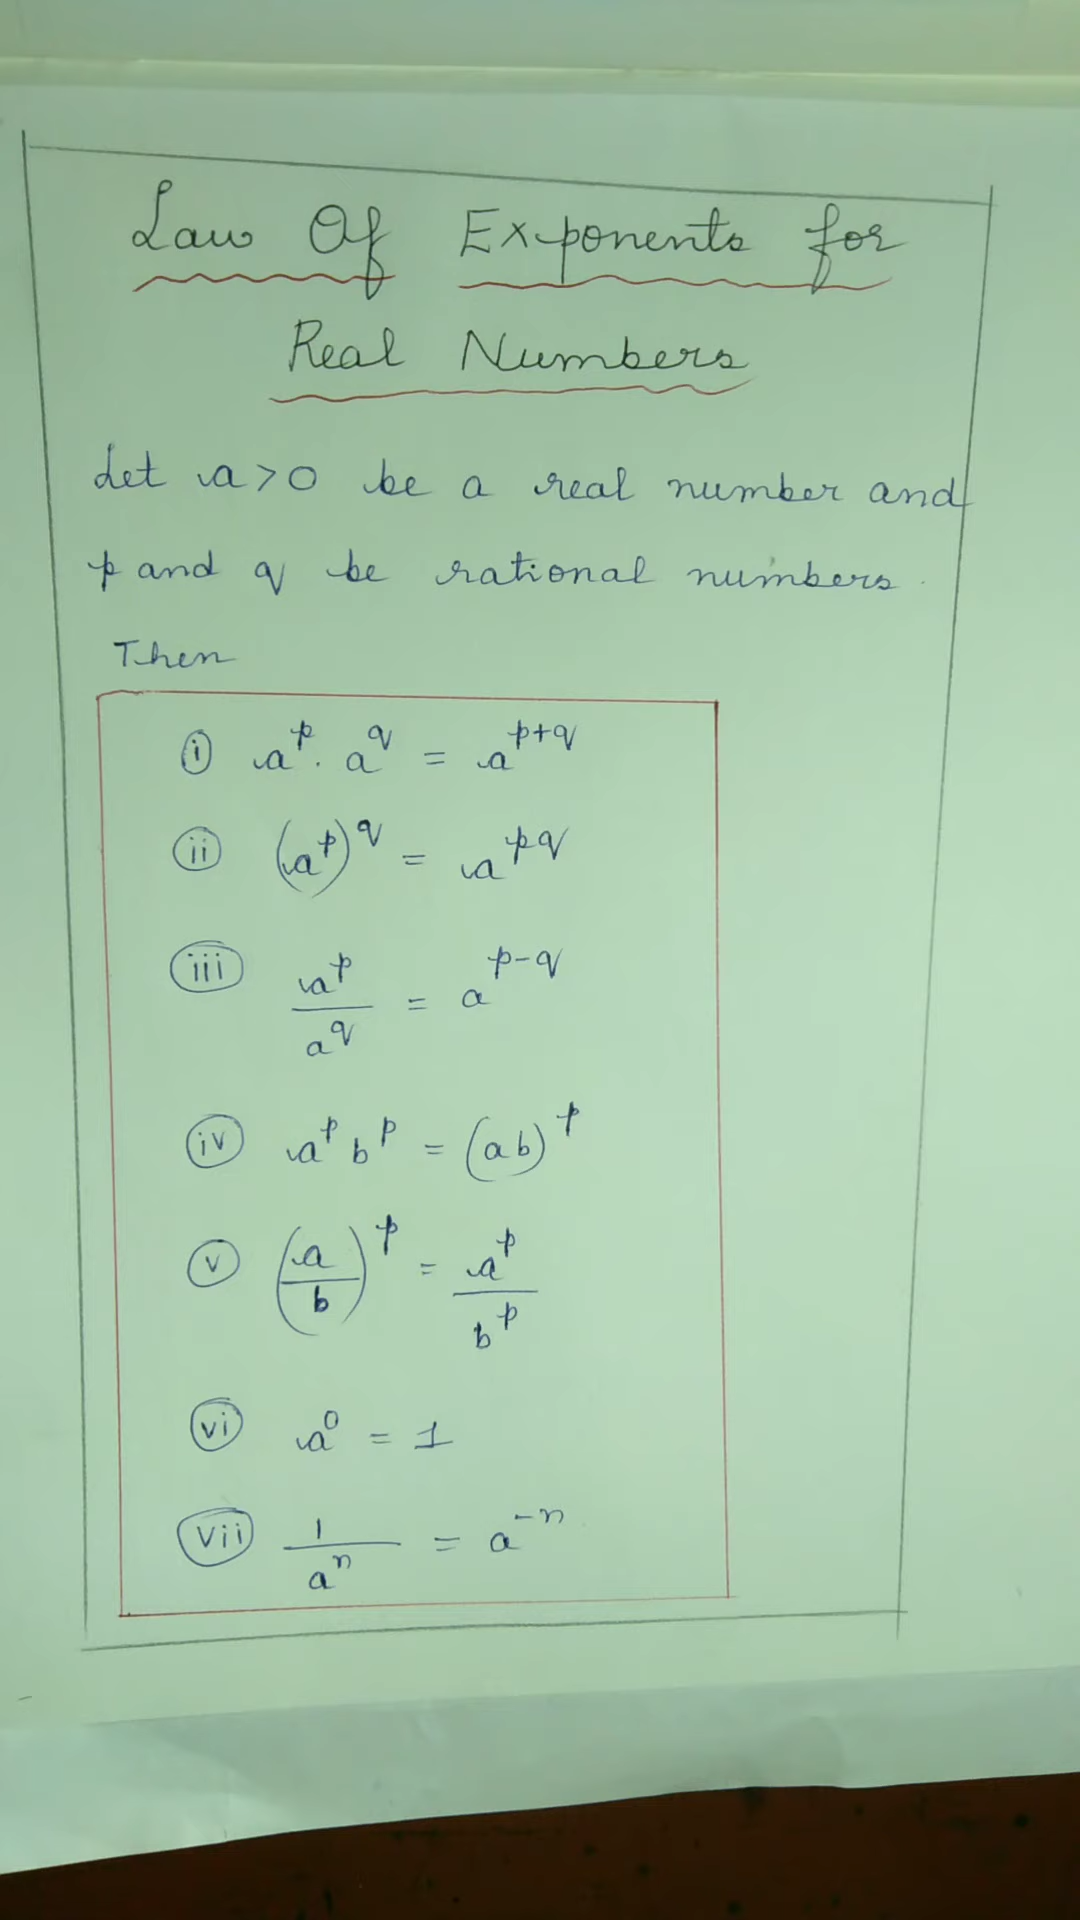 Law Of Exponents for
Real Numbers
Let a>0 be a real number and
p and q be rational numbers.
Then
(i) a^p . a^q = a^(p+q)
(ii) (a^p)^q = a^(pq)
(iii) a^p/a^q = a^(p-q)
(iv) a^p b^p = (ab)^p
(v) (a/b)^p = a^p/b^p
(vi) a^0 = 1
(vii) 1/a^n = a^(-n)